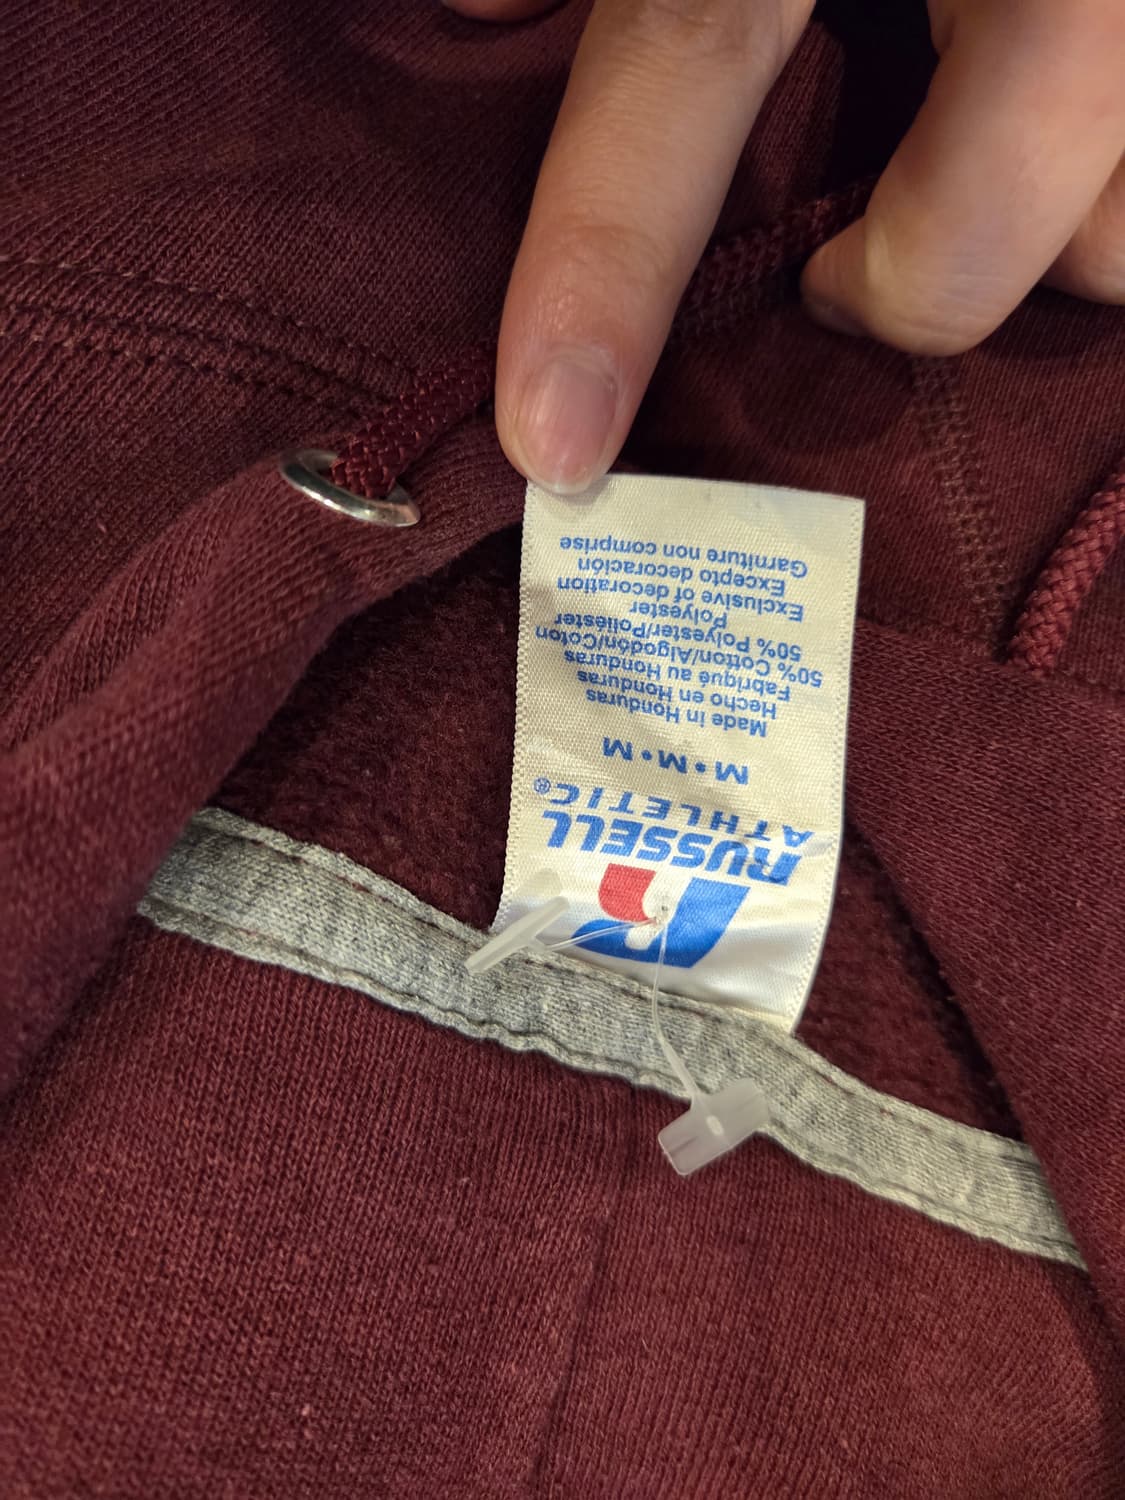 RUSSELL
ATHLETIC®
M•M•M
Made in Honduras
Hecho en Honduras
Fabriqué au Honduras
50% Cotton/Algodón/Coton
50% Polyester/Poliéster
Polyester
Exclusive of decoration
Excepto decoración
Garniture non comprise